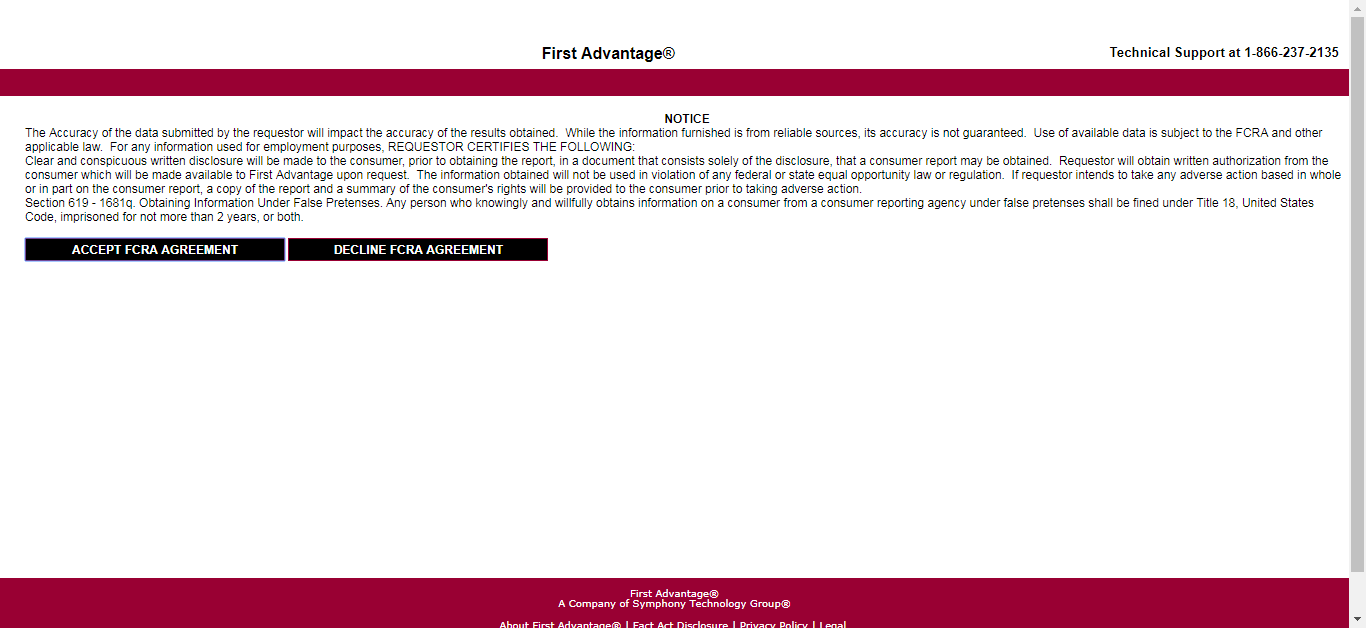 First Advantage®
Technical Support at 1-866-237-2135
NOTICE
The Accuracy of the data submitted by the requestor will impact the accuracy of the results obtained.  While the information furnished is from reliable sources, its accuracy is not guaranteed.  Use of available data is subject to the FCRA and other
applicable law.  For any information used for employment purposes, REQUESTOR CERTIFIES THE FOLLOWING:
Clear and conspicuous written disclosure will be made to the consumer, prior to obtaining the report, in a document that consists solely of the disclosure, that a consumer report may be obtained.  Requestor will obtain written authorization from the
consumer which will be made available to First Advantage upon request.  The information obtained will not be used in violation of any federal or state equal opportunity law or regulation.  If requestor intends to take any adverse action based in whole
or in part on the consumer report, a copy of the report and a summary of the consumer's rights will be provided to the consumer prior to taking adverse action.
Section 619 - 1681q. Obtaining Information Under False Pretenses. Any person who knowingly and willfully obtains information on a consumer from a consumer reporting agency under false pretenses shall be fined under Title 18, United States
Code, imprisoned for not more than 2 years, or both.
ACCEPT FCRA AGREEMENT DECLINE FCRA AGREEMENT
First Advantage®
A Company of Symphony Technology Group®
About First Advantage® | Fact Act Disclosure | Privacy Policy | Legal